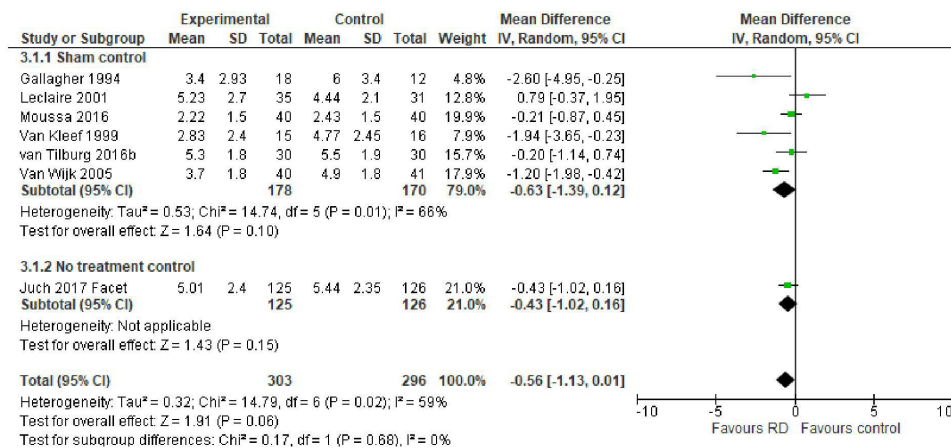 Experimental Control Mean Difference Mean Difference
Study or Subgroup Mean SD Total Mean SD Total Weight IV, Random, 95% CI IV, Random, 95% CI
3.1.1 Sham control
Gallagher 1994 3.4 2.93 18 6 3.4 12 4.8% -2.60 [-4.95, -0.25]
Leclaire 2001 5.23 2.7 35 4.44 2.1 31 12.8% 0.79 [-0.37, 1.95]
Moussa 2016 2.22 1.5 40 2.43 1.5 40 19.9% -0.21 [-0.87, 0.45]
Van Kleef 1999 2.83 2.4 15 4.77 2.45 16 7.9% -1.94 [-3.65, -0.23]
van Tilburg 2016b 5.3 1.8 30 5.5 1.9 30 15.7% -0.20 [-1.14, 0.74]
Van Wijk 2005 3.7 1.8 40 4.9 1.8 41 17.9% -1.20 [-1.98, -0.42]
Subtotal (95% CI) 178 170 79.0% -0.63 [-1.39, 0.12]
Heterogeneity: Tau² = 0.53; Chi² = 14.74, df = 5 (P = 0.01); I² = 66%
Test for overall effect: Z = 1.64 (P = 0.10)
3.1.2 No treatment control
Juch 2017 Facet 5.01 2.4 125 5.44 2.35 126 21.0% -0.43 [-1.02, 0.16]
Subtotal (95% CI) 125 126 21.0% -0.43 [-1.02, 0.16]
Heterogeneity: Not applicable
Test for overall effect: Z = 1.43 (P = 0.15)
Total (95% CI) 303 296 100.0% -0.56 [-1.13, 0.01]
Heterogeneity: Tau² = 0.32; Chi² = 14.79, df = 6 (P = 0.02); I² = 59%
Test for overall effect: Z = 1.91 (P = 0.06)
Test for subgroup differences: Chi² = 0.17, df = 1 (P = 0.68), I² = 0%
-10 -5 0 5 10
Favours RD Favours control